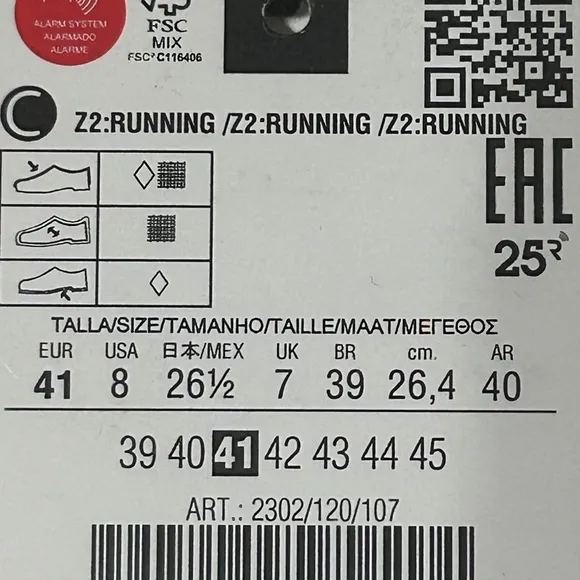 ALARM SYSTEM
ALARMADO
ALARME
FSC
MIX
FSC® C116406
C
Z2:RUNNING /Z2:RUNNING /Z2:RUNNING
EAC
25R
TALLA/SIZE/TAMANHO/TAILLE/MAAT/ΜΕΓΕΘΟΣ
EUR USA 日本/MEX UK BR cm. AR
41 8 26½ 7 39 26,4 40
39 40 41 42 43 44 45
ART.: 2302/120/107